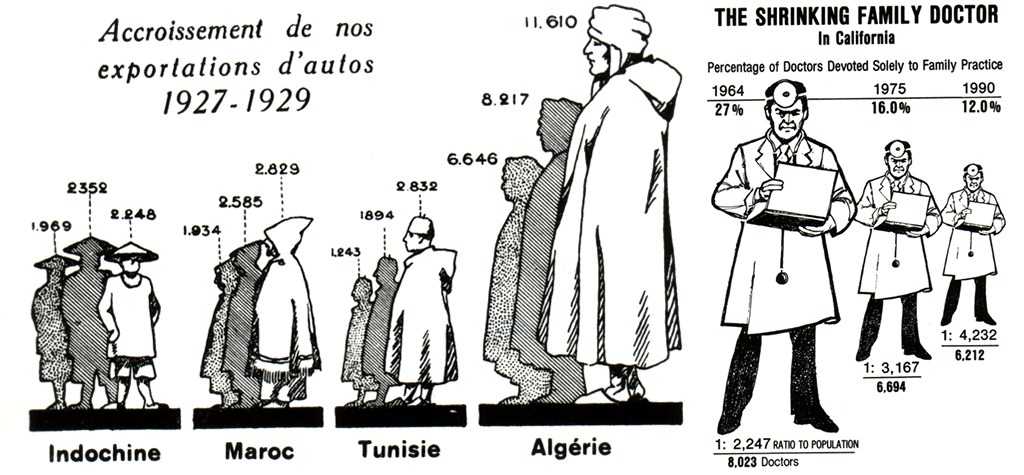 Accroissement de nos
exportations d'autos
1927-1929
1.969
2352
2.248
1.934
2.585
2.829
1.243
1894
2.832
6.646
8.217
11.610
Indochine
Maroc
Tunisie
Algérie
THE SHRINKING FAMILY DOCTOR
In California
Percentage of Doctors Devoted Solely to Family Practice
1964
1975
1990
27%
16.0%
12.0%
1: 4,232
6,212
1: 3,167
6,694
1: 2,247 RATIO TO POPULATION
8,023 Doctors